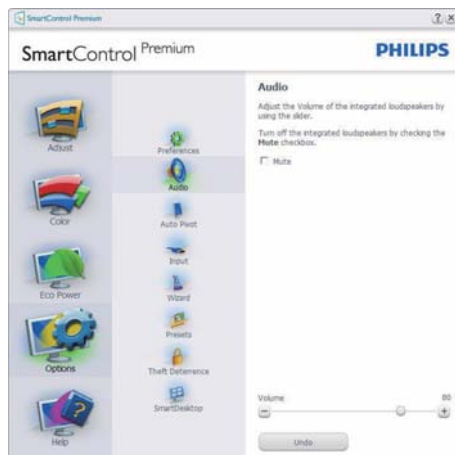 SmartControl Premium
SmartControl Premium
PHILIPS
Adjust
Color
Eco Power
Options
Help
Preferences
Audio
Auto Pivot
Input
Wizard
Presets
Theft Deterrence
SmartDesktop
Audio
Adjust the Volume of the integrated loudspeakers by
using the slider.
Turn off the integrated loudspeakers by checking the
Mute checkbox.
Mute
Volume 80
Undo